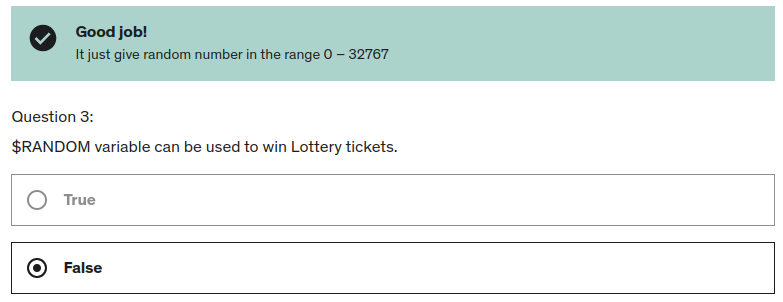 Good job!
It just give random number in the range 0 – 32767
Question 3:
$RANDOM variable can be used to win Lottery tickets.
True
False